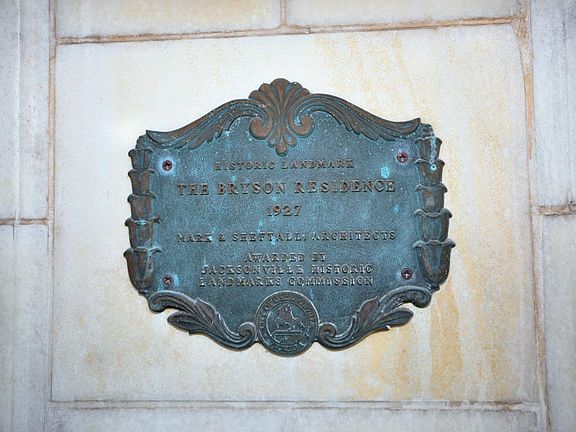 HISTORIC LANDMARK
THE BRYSON RESIDENCE
1927
MARK & SHEFTALL, ARCHITECTS
AWARDED BY
JACKSONVILLE HISTORIC
LANDMARKS COMMISSION